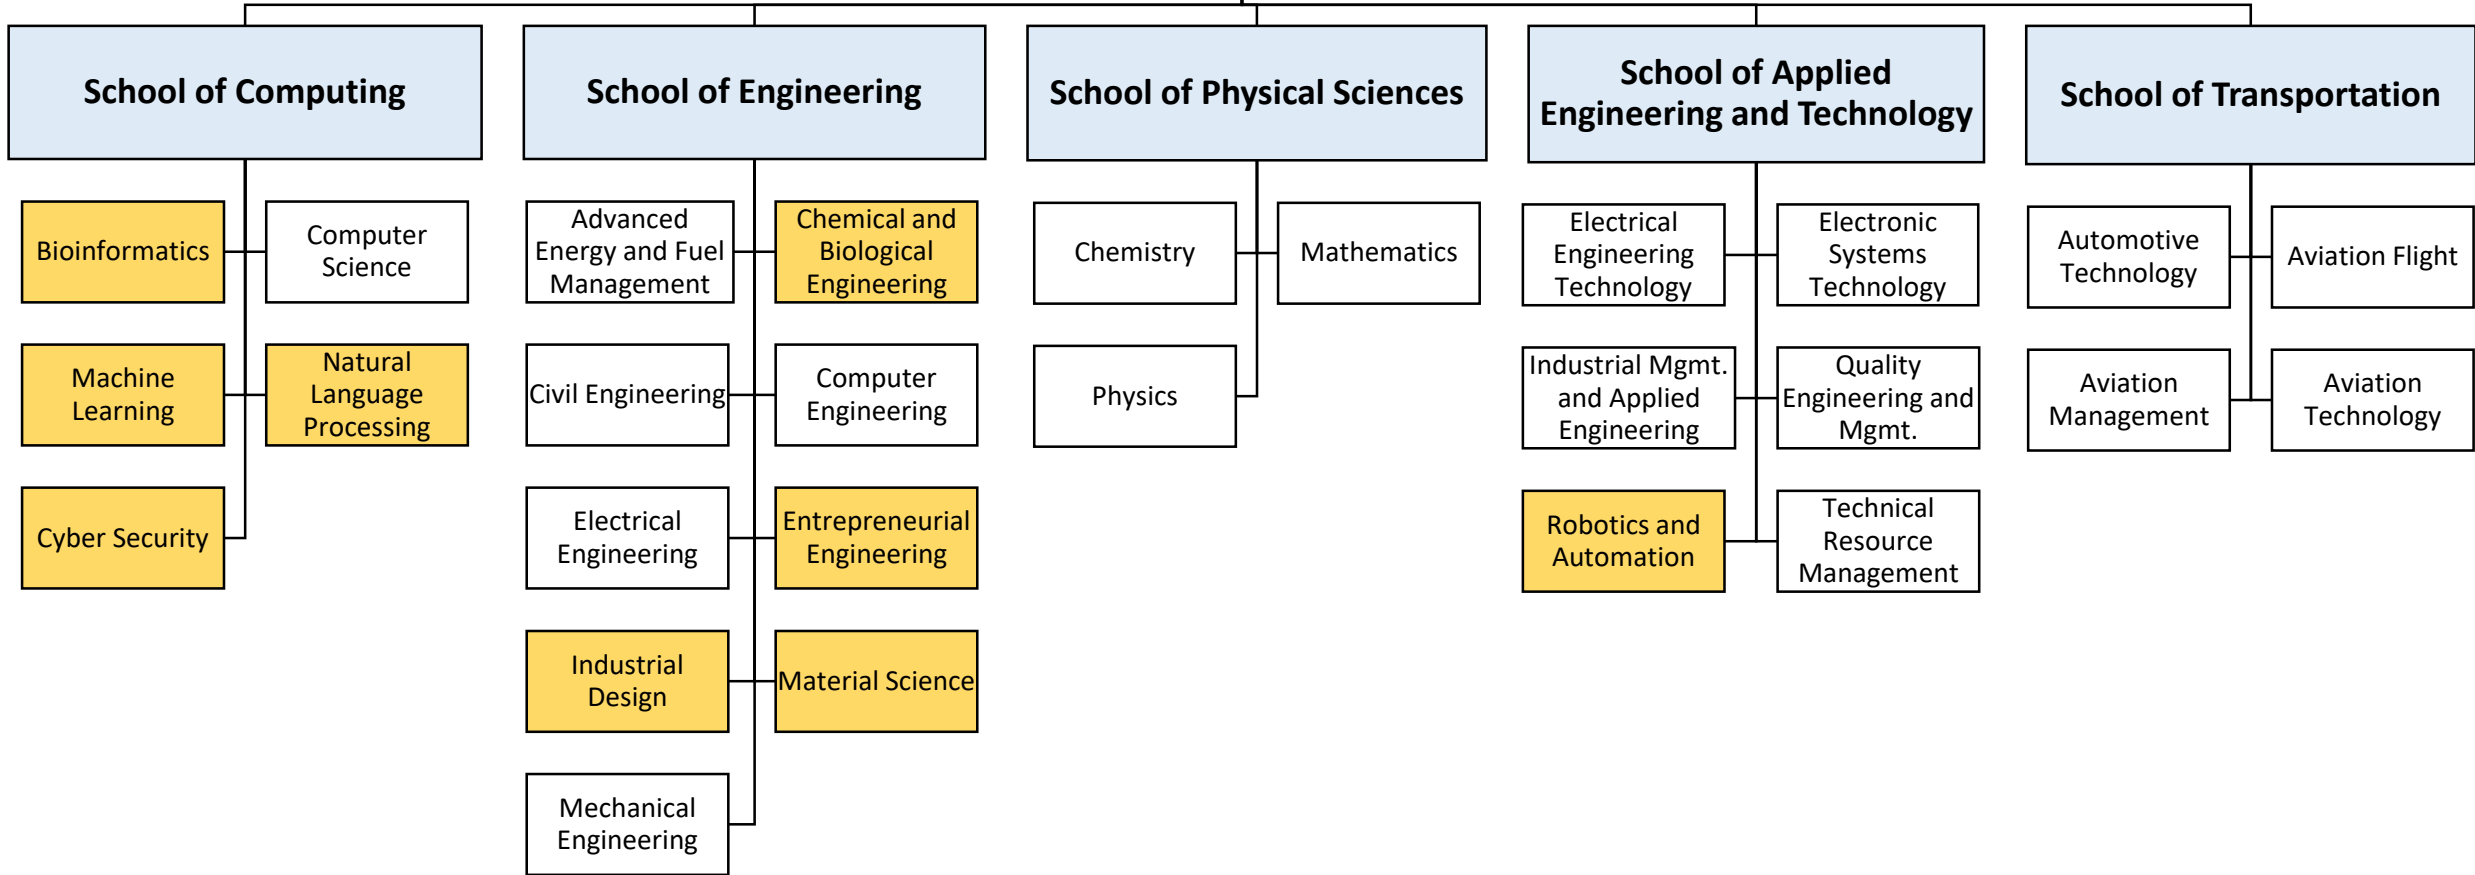 School of Computing
Bioinformatics
Computer
Science
Machine
Learning
Natural
Language
Processing
Cyber Security
School of Engineering
Advanced
Energy and Fuel
Management
Chemical and
Biological
Engineering
Civil Engineering
Computer
Engineering
Electrical
Engineering
Entrepreneurial
Engineering
Industrial
Design
Material Science
Mechanical
Engineering
School of Physical Sciences
Chemistry
Mathematics
Physics
School of Applied
Engineering and Technology
Electrical
Engineering
Technology
Electronic
Systems
Technology
Industrial Mgmt.
and Applied
Engineering
Quality
Engineering and
Mgmt.
Robotics and
Automation
Technical
Resource
Management
School of Transportation
Automotive
Technology
Aviation Flight
Aviation
Management
Aviation
Technology